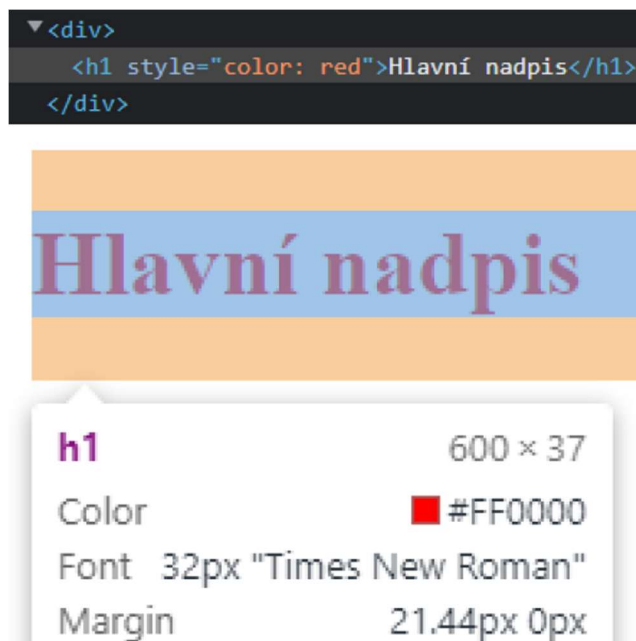 <div>
<h1 style="color: red">Hlavní nadpis</h1>
</div>
Hlavní nadpis
h1 600 × 37
Color #FF0000
Font 32px "Times New Roman"
Margin 21.44px 0px